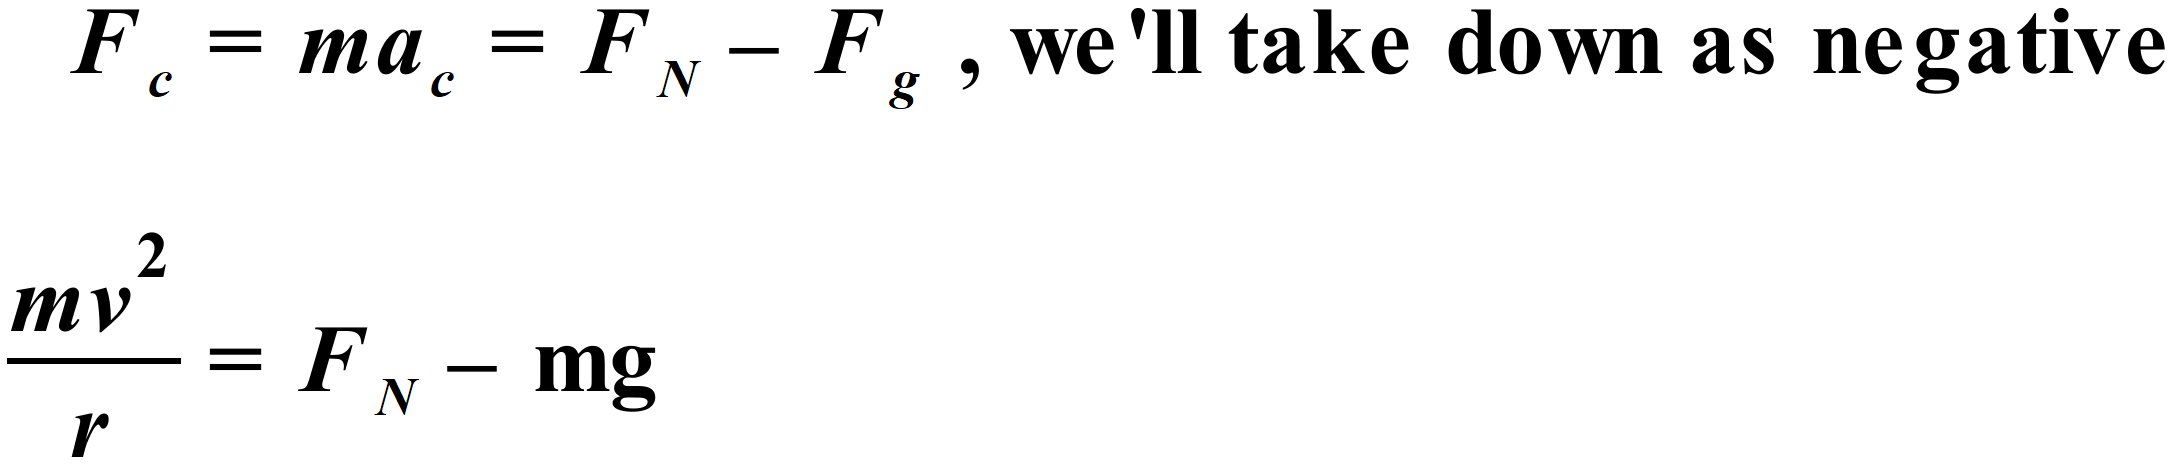 F_c = ma_c = F_N – F_g , we'll take down as negative
mv^2/r = F_N – mg